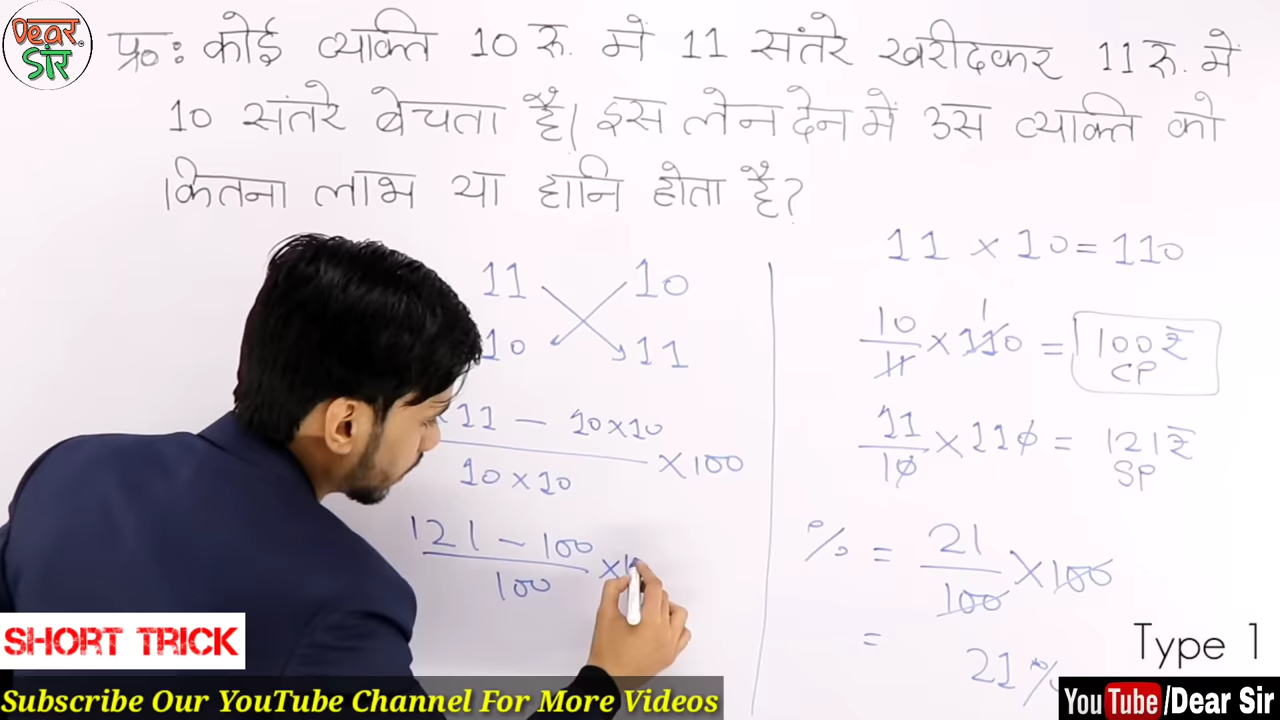 Dear
Sir
प्र०: कोई व्यक्ति 10 रु. में 11 संतरे खरीदकर 11 रु. में
10 संतरे बेचता है। इस लेन देन में उस व्यक्ति को
कितना लाभ या हानि होता है?
11 10
10 11
11 - 10×10
10×10
×100
121 - 100
100
×1
11 × 10 = 110
10/11 × 110 = 100₹
CP
11/10 × 110 = 121₹
SP
% = 21/100 × 100
= 21%
Type 1
SHORT TRICK
Subscribe Our YouTube Channel For More Videos
YouTube/Dear Sir